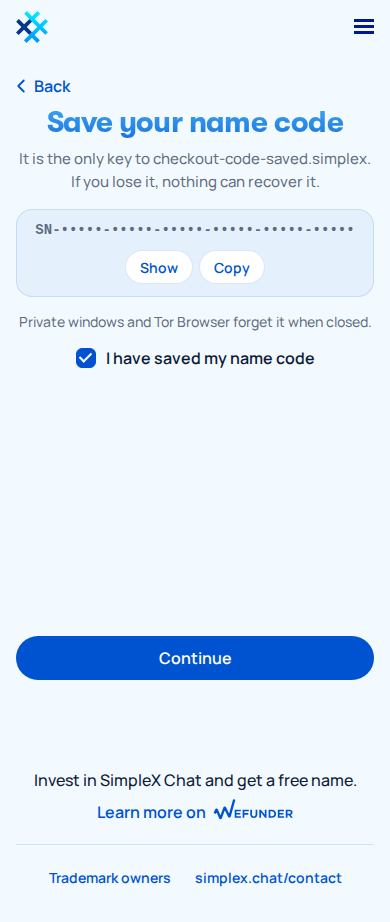 Back
Save your name code
It is the only key to checkout-code-saved.simplex.
If you lose it, nothing can recover it.
SN-•••••-•••••-•••••-•••••-•••••-•••••
Show Copy
Private windows and Tor Browser forget it when closed.
I have saved my name code
Continue
Invest in SimpleX Chat and get a free name.
Learn more on WEFUNDER
Trademark owners simplex.chat/contact